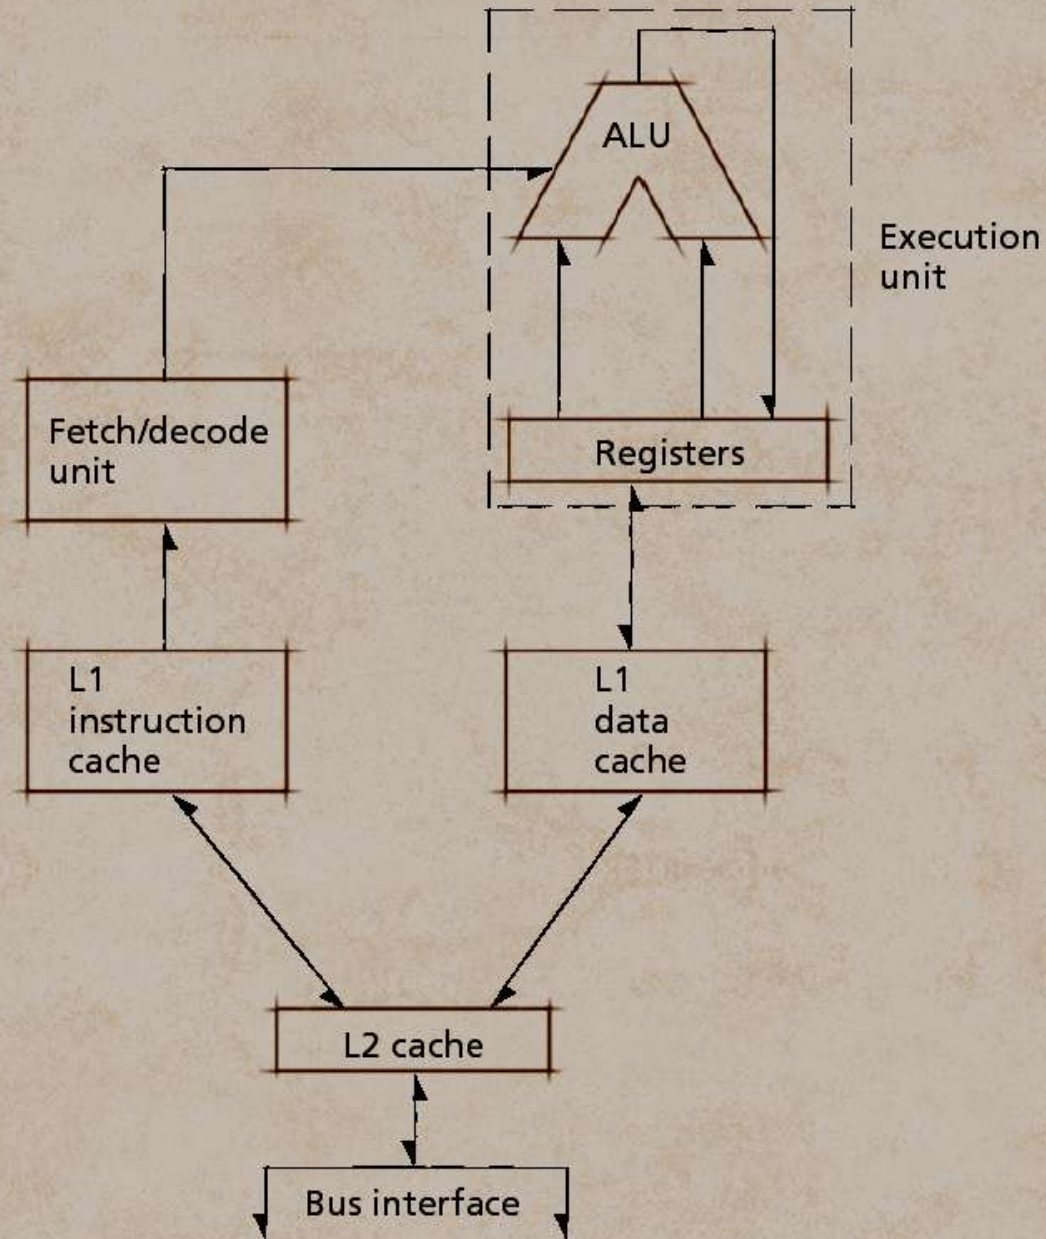 ALU
Execution
unit
Fetch/decode
unit
Registers
L1
instruction
cache
L1
data
cache
L2 cache
Bus interface